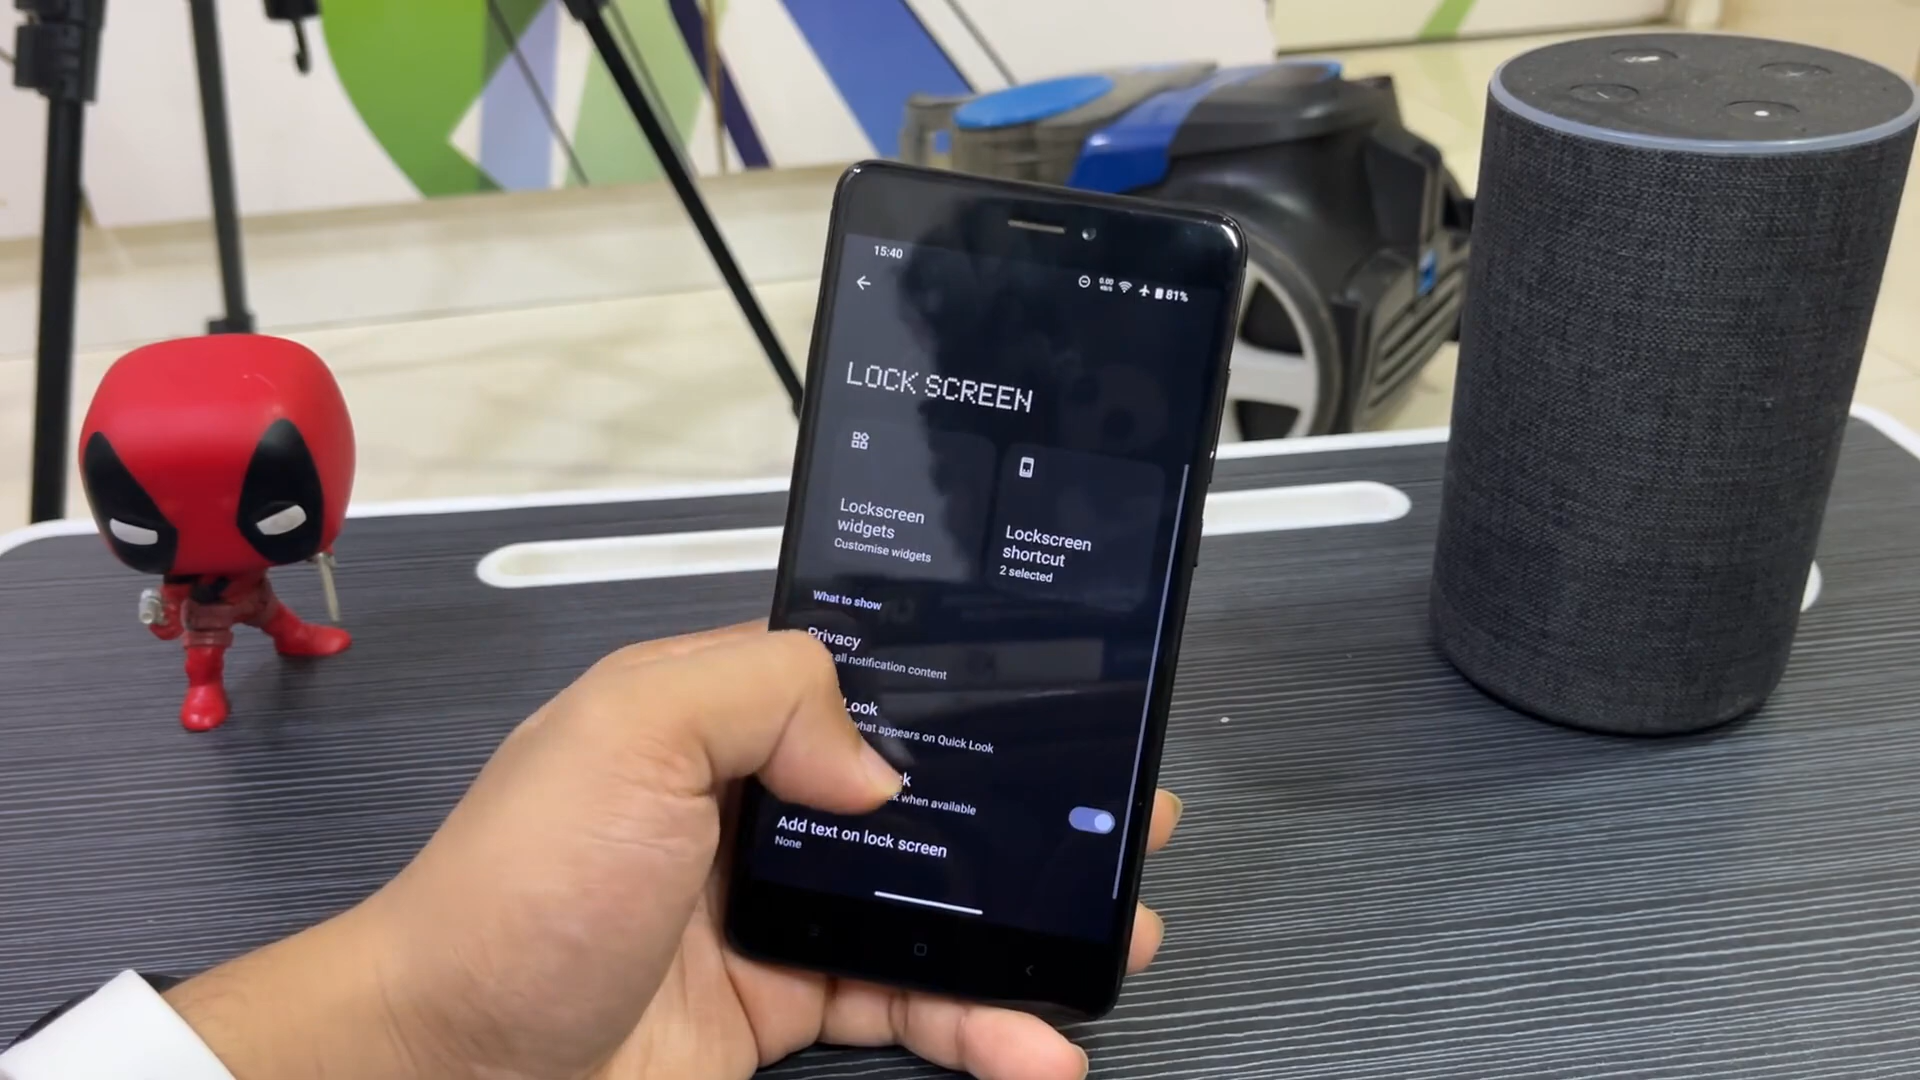 15:40
81%
LOCK SCREEN
Lockscreen
widgets
Customise widgets
Lockscreen
shortcut
2 selected
What to show
Privacy
all notification content
Look
what appears on Quick Look
when available
Add text on lock screen
None